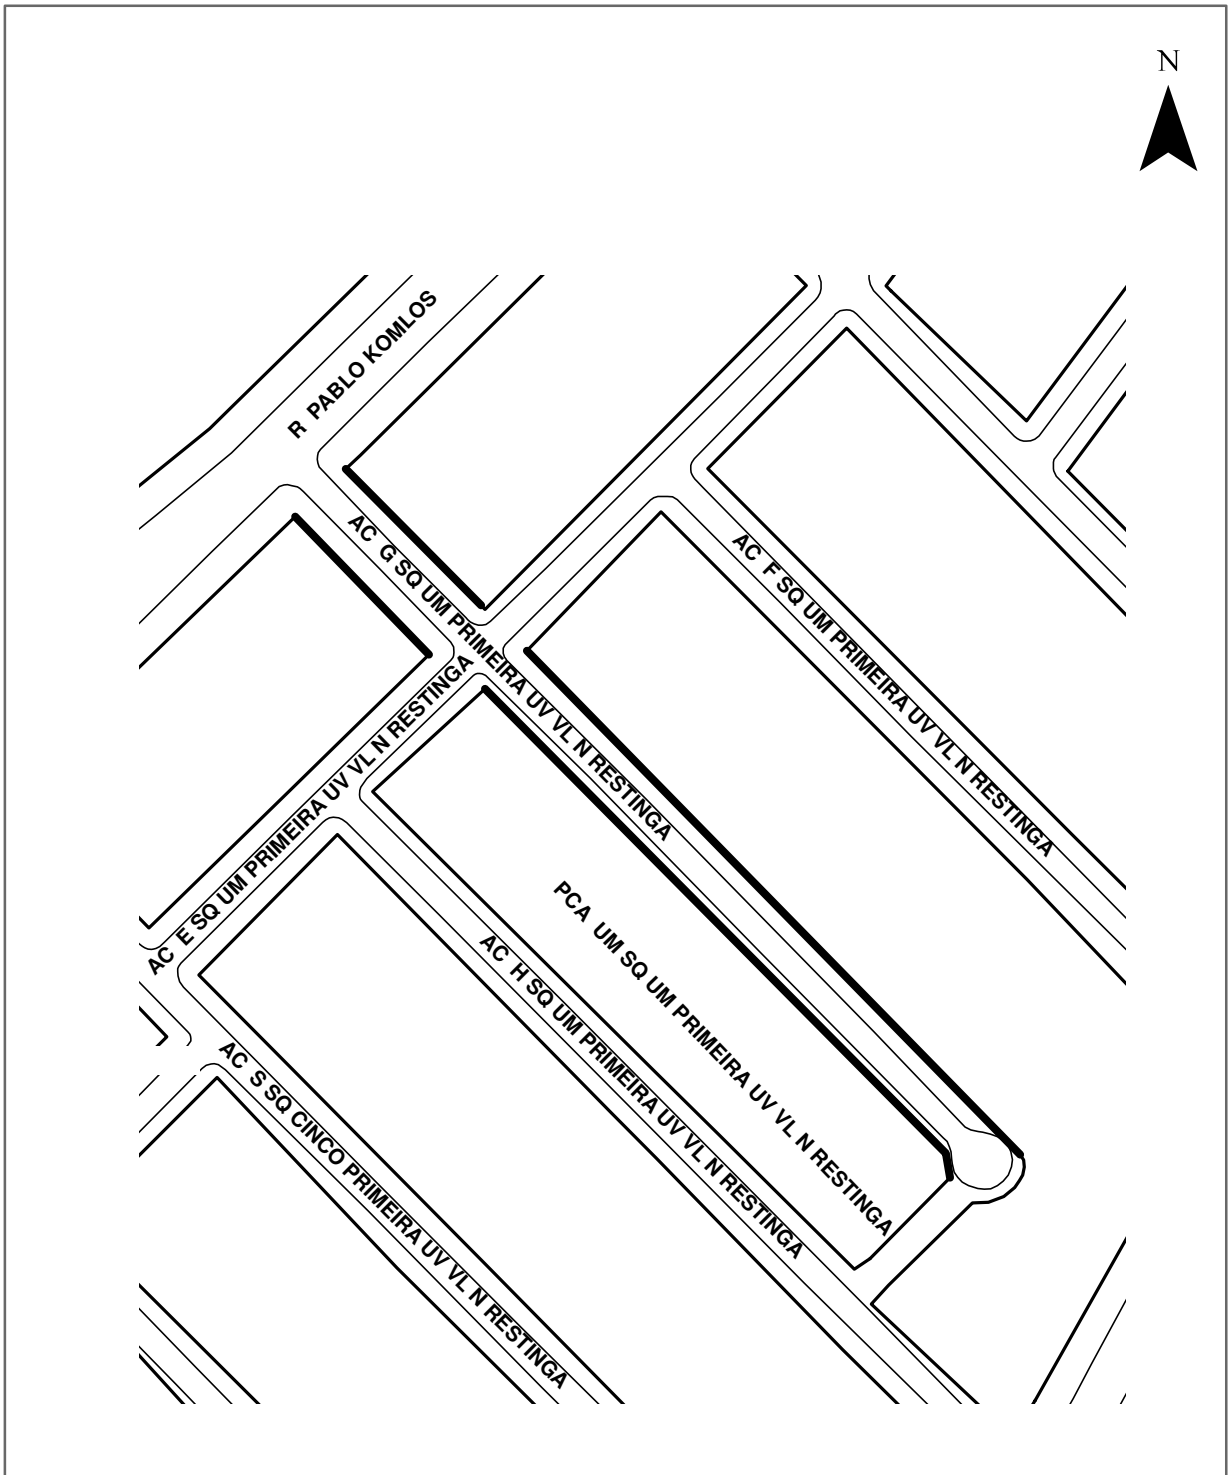 N
R PABLO KOMLOS
AC G SQ UM PRIMEIRA UV VL N RESTINGA
AC F SQ UM PRIMEIRA UV VL N RESTINGA
AC E SQ UM PRIMEIRA UV VL N RESTINGA
PCA UM SQ UM PRIMEIRA UV VL N RESTINGA
AC H SQ UM PRIMEIRA UV VL N RESTINGA
AC S SQ CINCO PRIMEIRA UV VL N RESTINGA